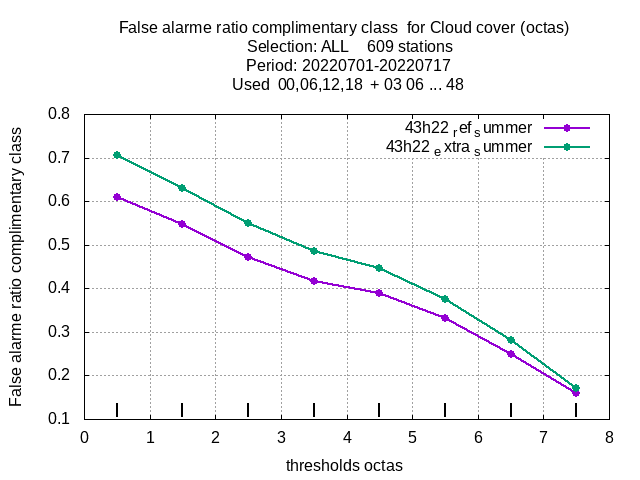 False alarme ratio complimentary class  for Cloud cover (octas)
Selection: ALL    609 stations
Period: 20220701-20220717
Used  00,06,12,18  + 03 06 ... 48
43h22 ref summer
43h22 extra summer
False alarme ratio complimentary class
0.8
0.7
0.6
0.5
0.4
0.3
0.2
0.1
0 1 2 3 4 5 6 7 8
thresholds octas